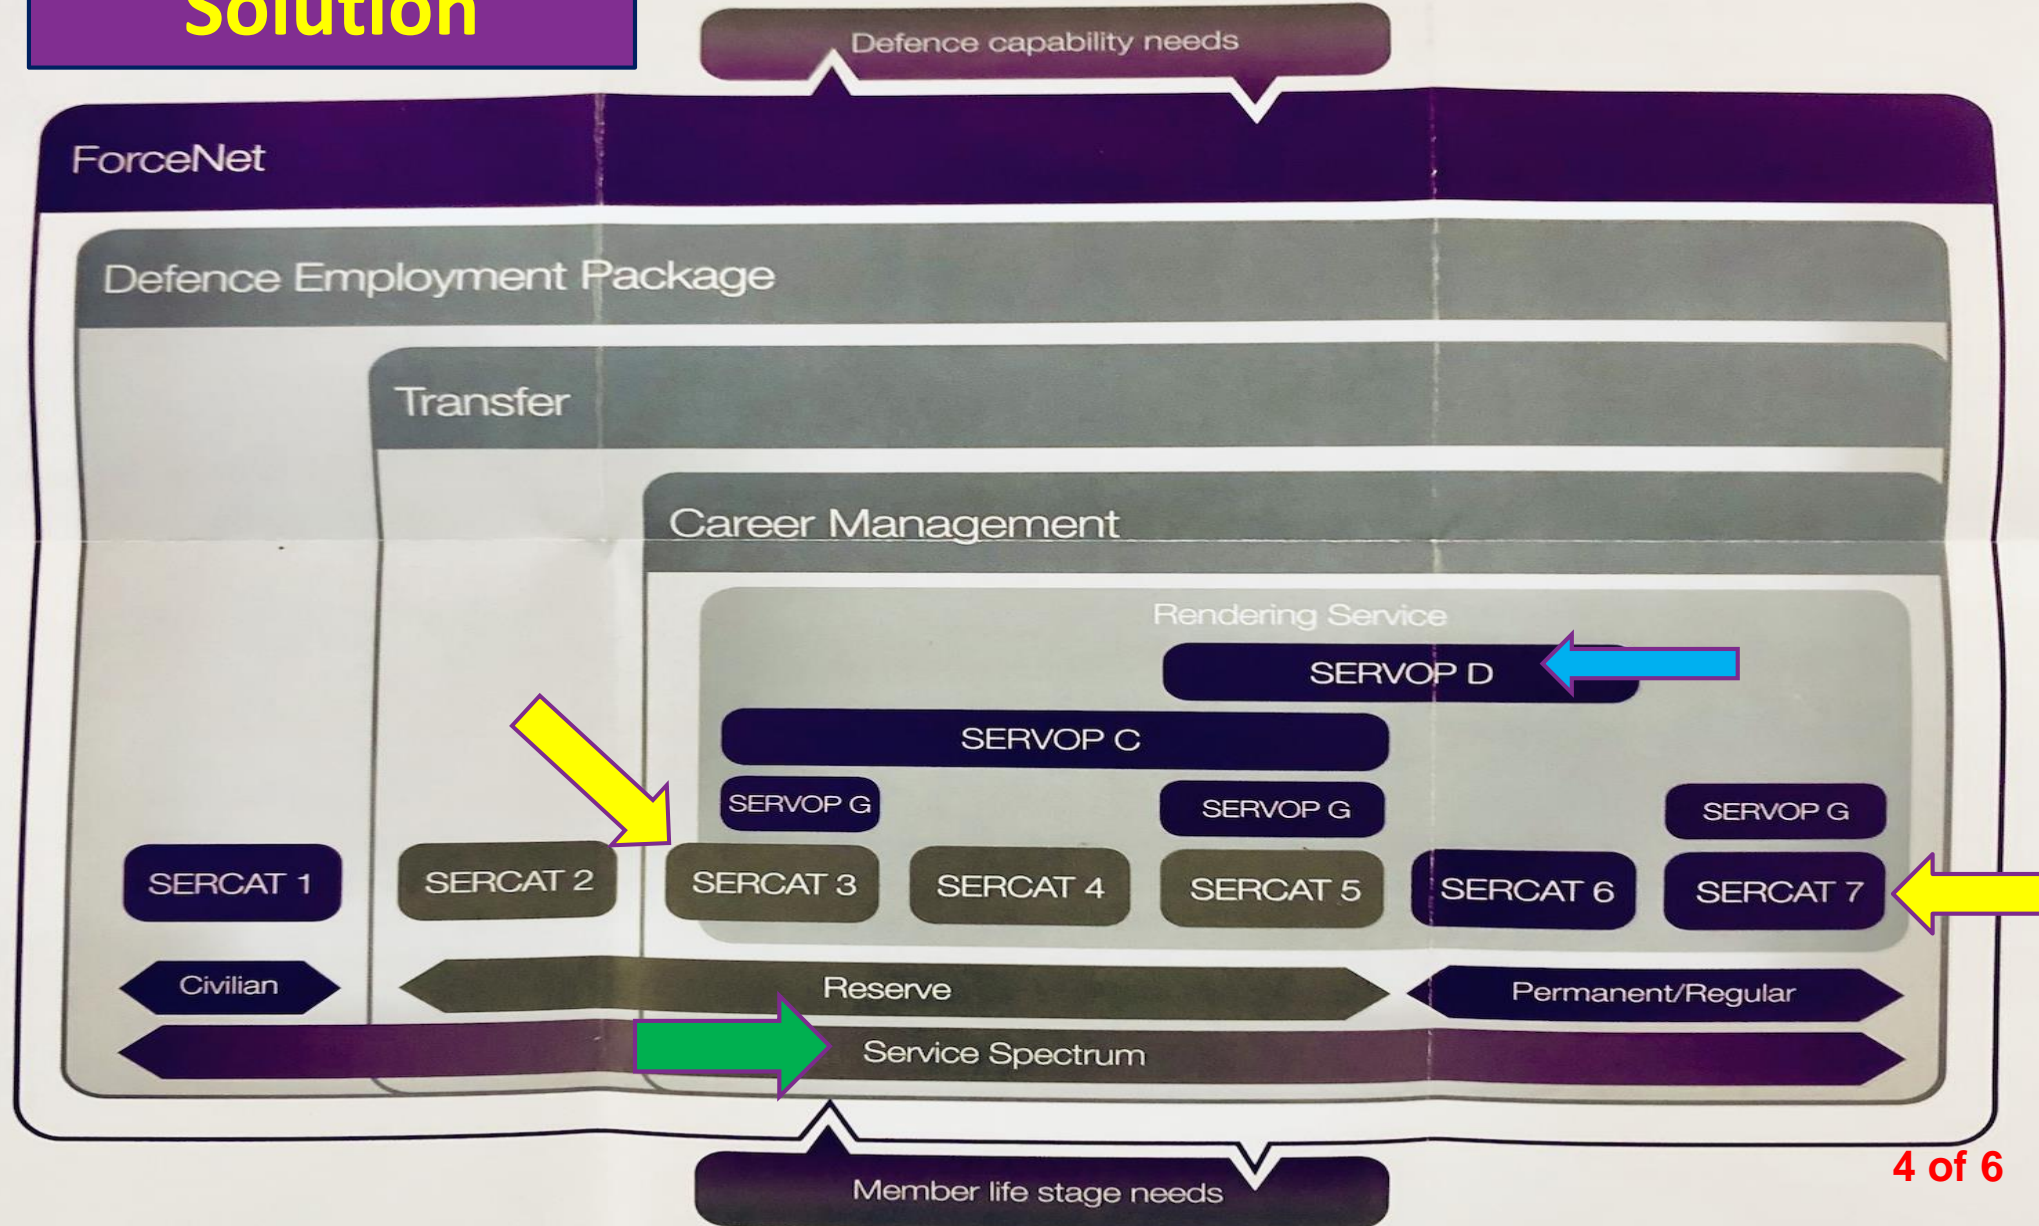 Solution
Defence capability needs
ForceNet
Defence Employment Package
Transfer
Career Management
Rendering Service
SERVOP D
SERVOP C
SERVOP G
SERVOP G
SERVOP G
SERCAT 1
SERCAT 2
SERCAT 3
SERCAT 4
SERCAT 5
SERCAT 6
SERCAT 7
Civilian
Reserve
Permanent/Regular
Service Spectrum
Member life stage needs
4 of 6